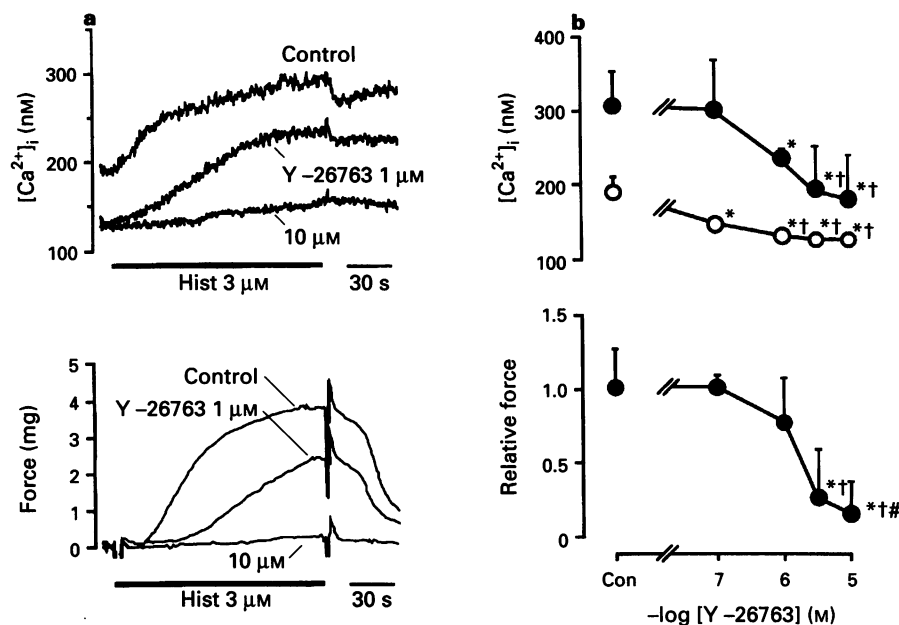 a
[Ca²⁺]ᵢ (nM)
300
200
100
Control
Y –26763 1 μM
10 μM
Hist 3 μM
30 s
Force (mg)
5
4
3
2
1
0
Control
Y –26763 1 μM
10 μM
Hist 3 μM
30 s
b
[Ca²⁺]ᵢ (nM)
400
300
200
100
*
*†
*†
*
*†
*†
*†
Relative force
1.5
1.0
0.5
0
*†
*†#
Con
7
6
5
–log [Y –26763] (M)